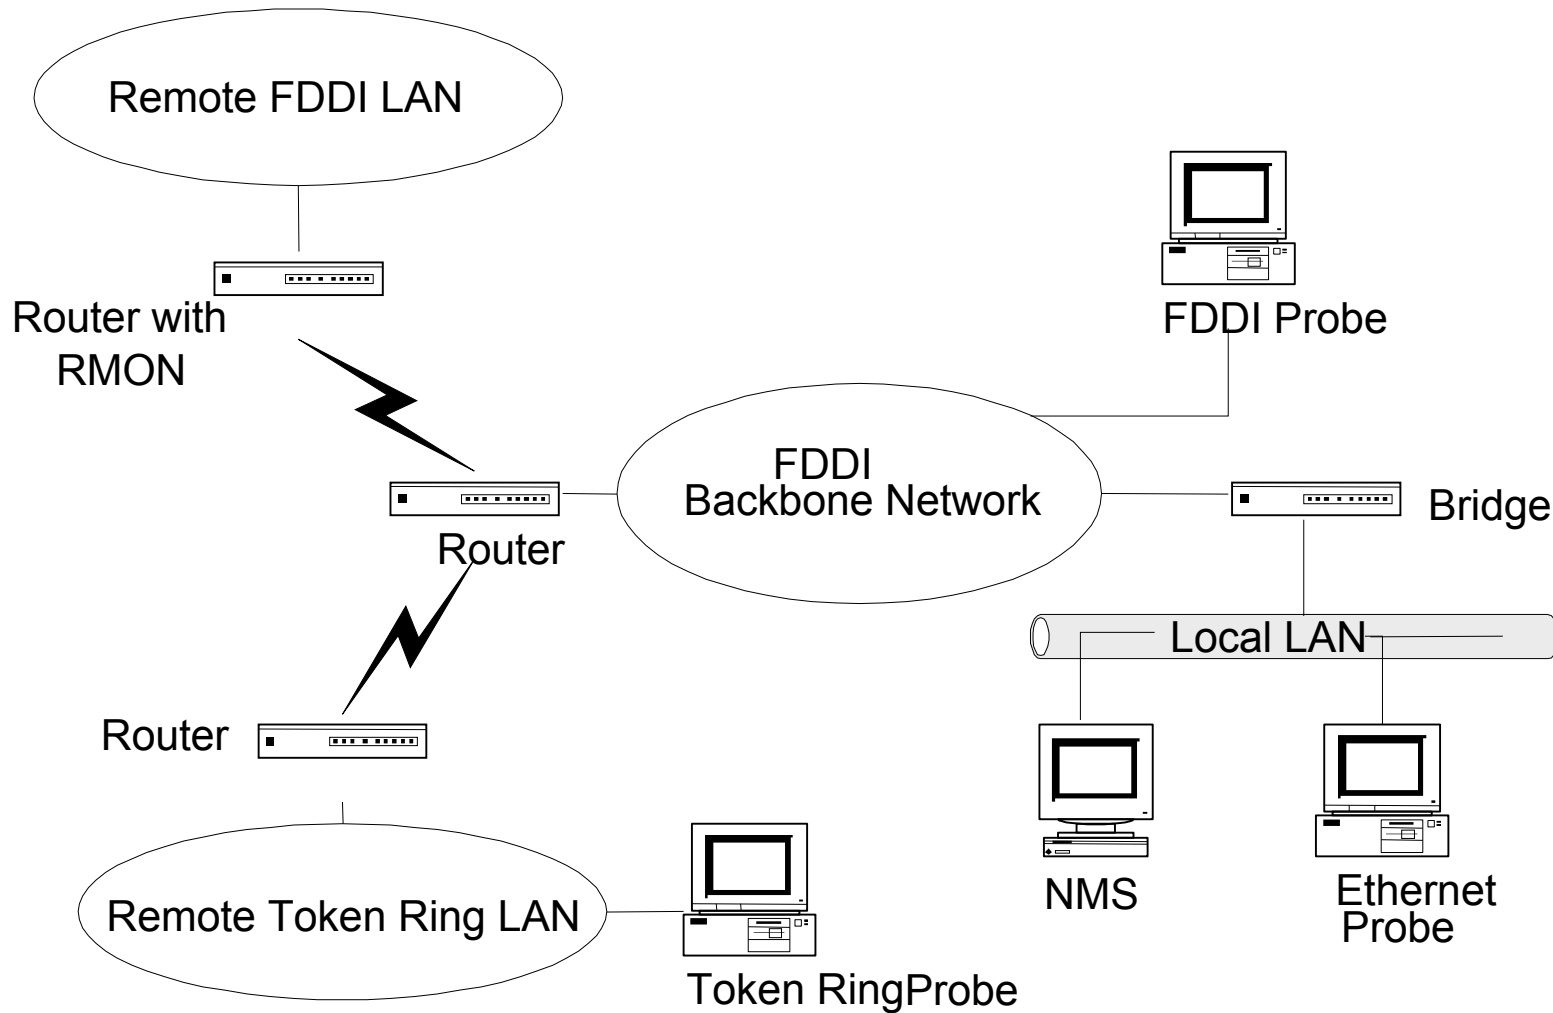 Remote FDDI LAN
Router with
RMON
FDDI Probe
FDDI
Backbone Network
Bridge
Router
Local LAN
Router
NMS
Ethernet
Probe
Remote Token Ring LAN
Token RingProbe